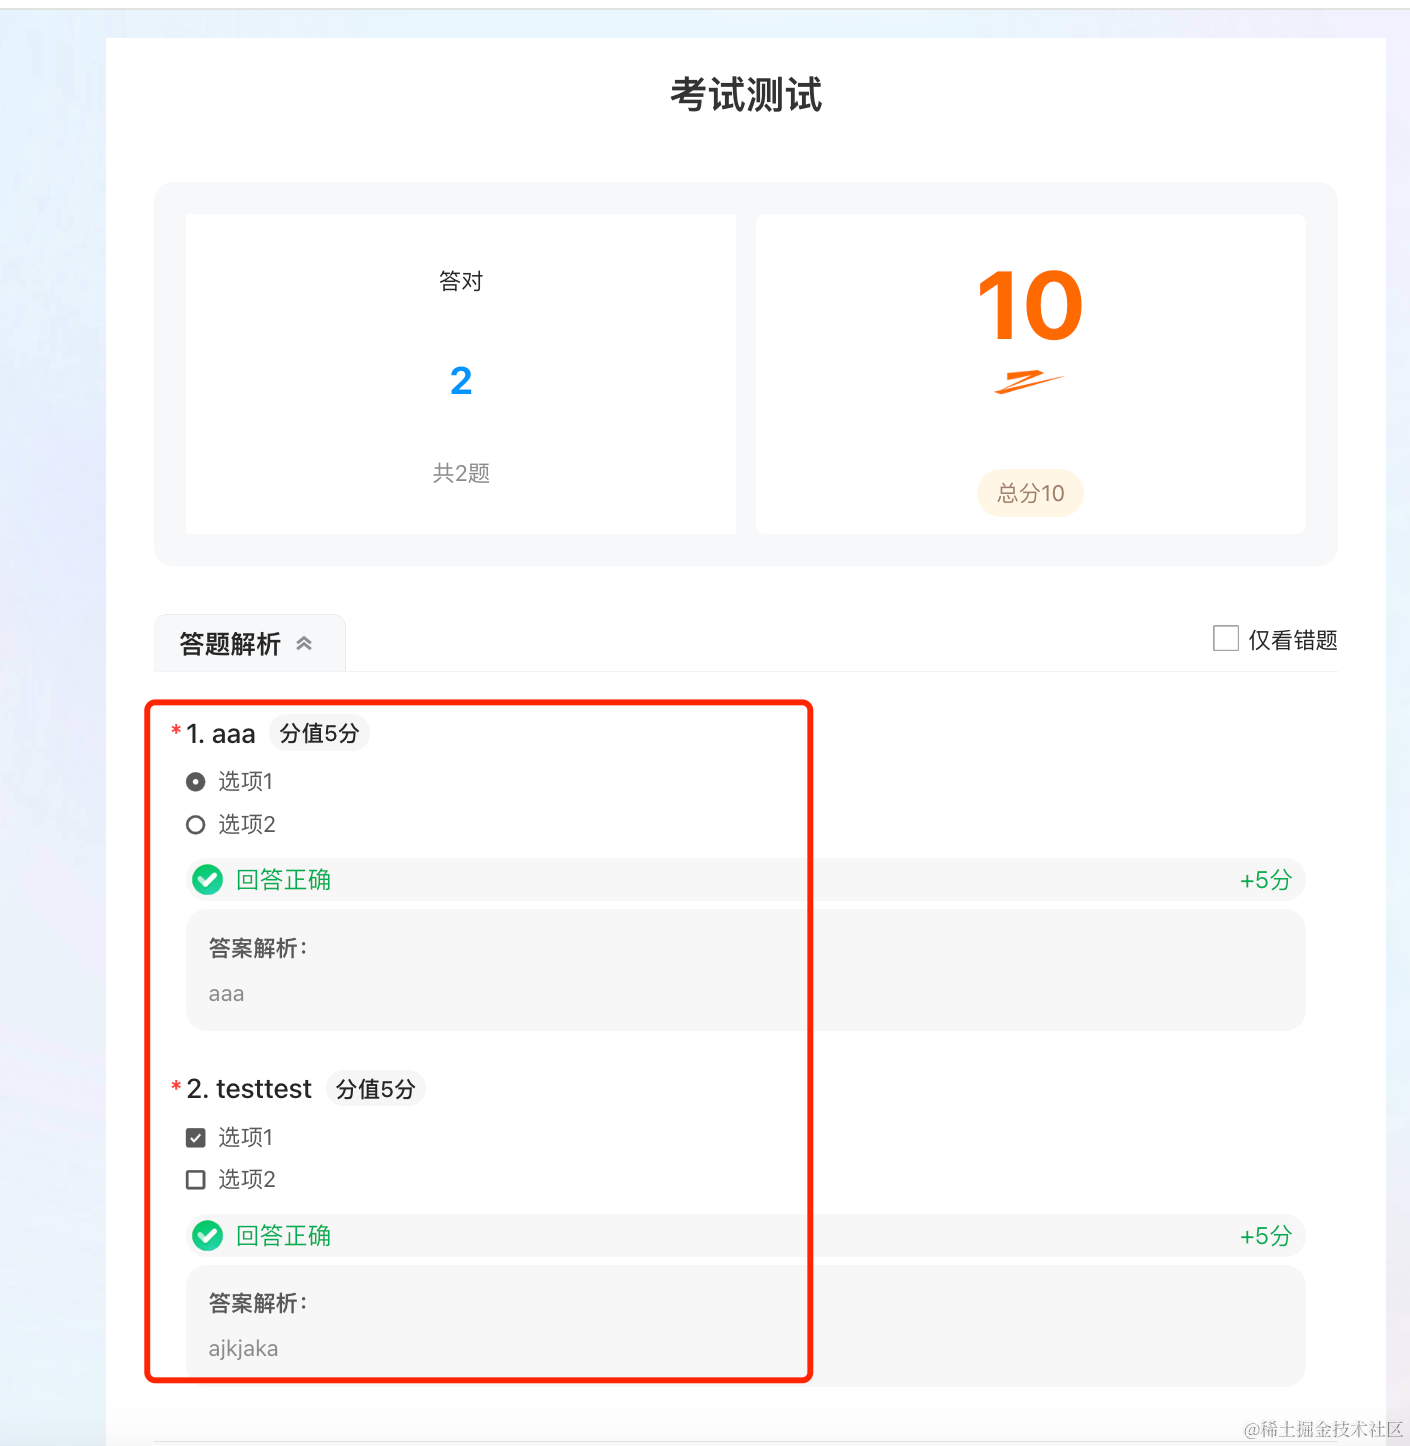 考试测试
答对
2
共2题
10
总分10
答题解析
仅看错题
*1. aaa 分值5分
选项1
选项2
回答正确 +5分
答案解析：
aaa
*2. testtest 分值5分
选项1
选项2
回答正确 +5分
答案解析：
ajkjaka
@稀土掘金技术社区